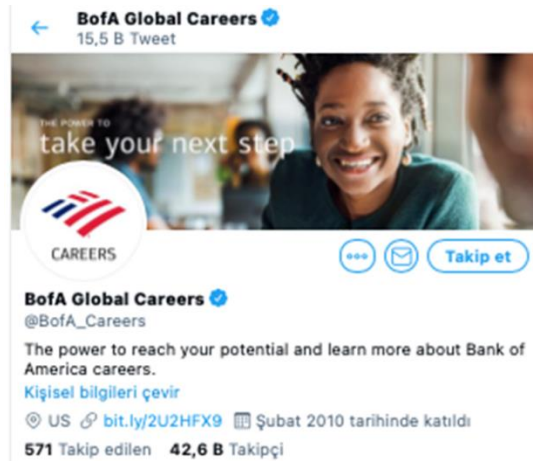 BofA Global Careers
15,5 B Tweet
THE POWER TO
take your next step
CAREERS
Takip et
BofA Global Careers
@BofA_Careers
The power to reach your potential and learn more about Bank of
America careers.
Kişisel bilgileri çevir
US bit.ly/2U2HFX9 Şubat 2010 tarihinde katıldı
571 Takip edilen 42,6 B Takipçi